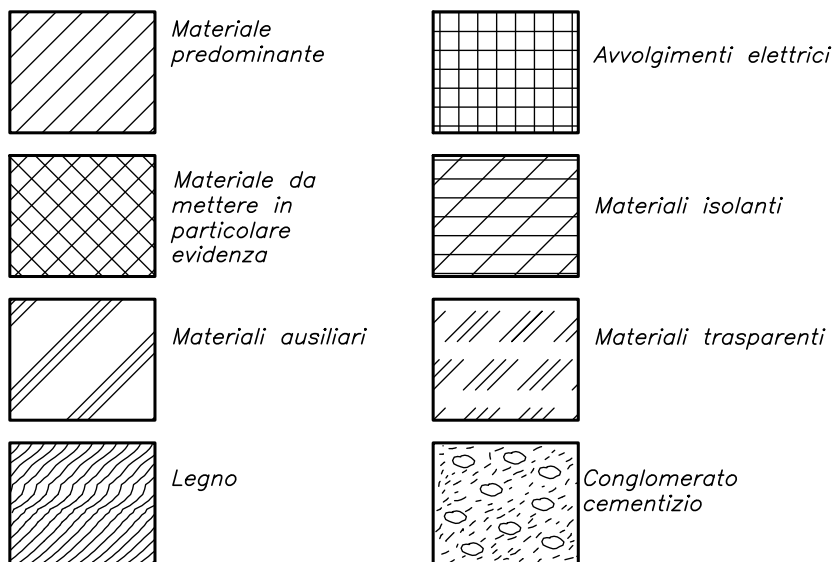 Materiale
predominante
Avvolgimenti elettrici
Materiale da
mettere in
particolare
evidenza
Materiali isolanti
Materiali ausiliari
Materiali trasparenti
Legno
Conglomerato
cementizio